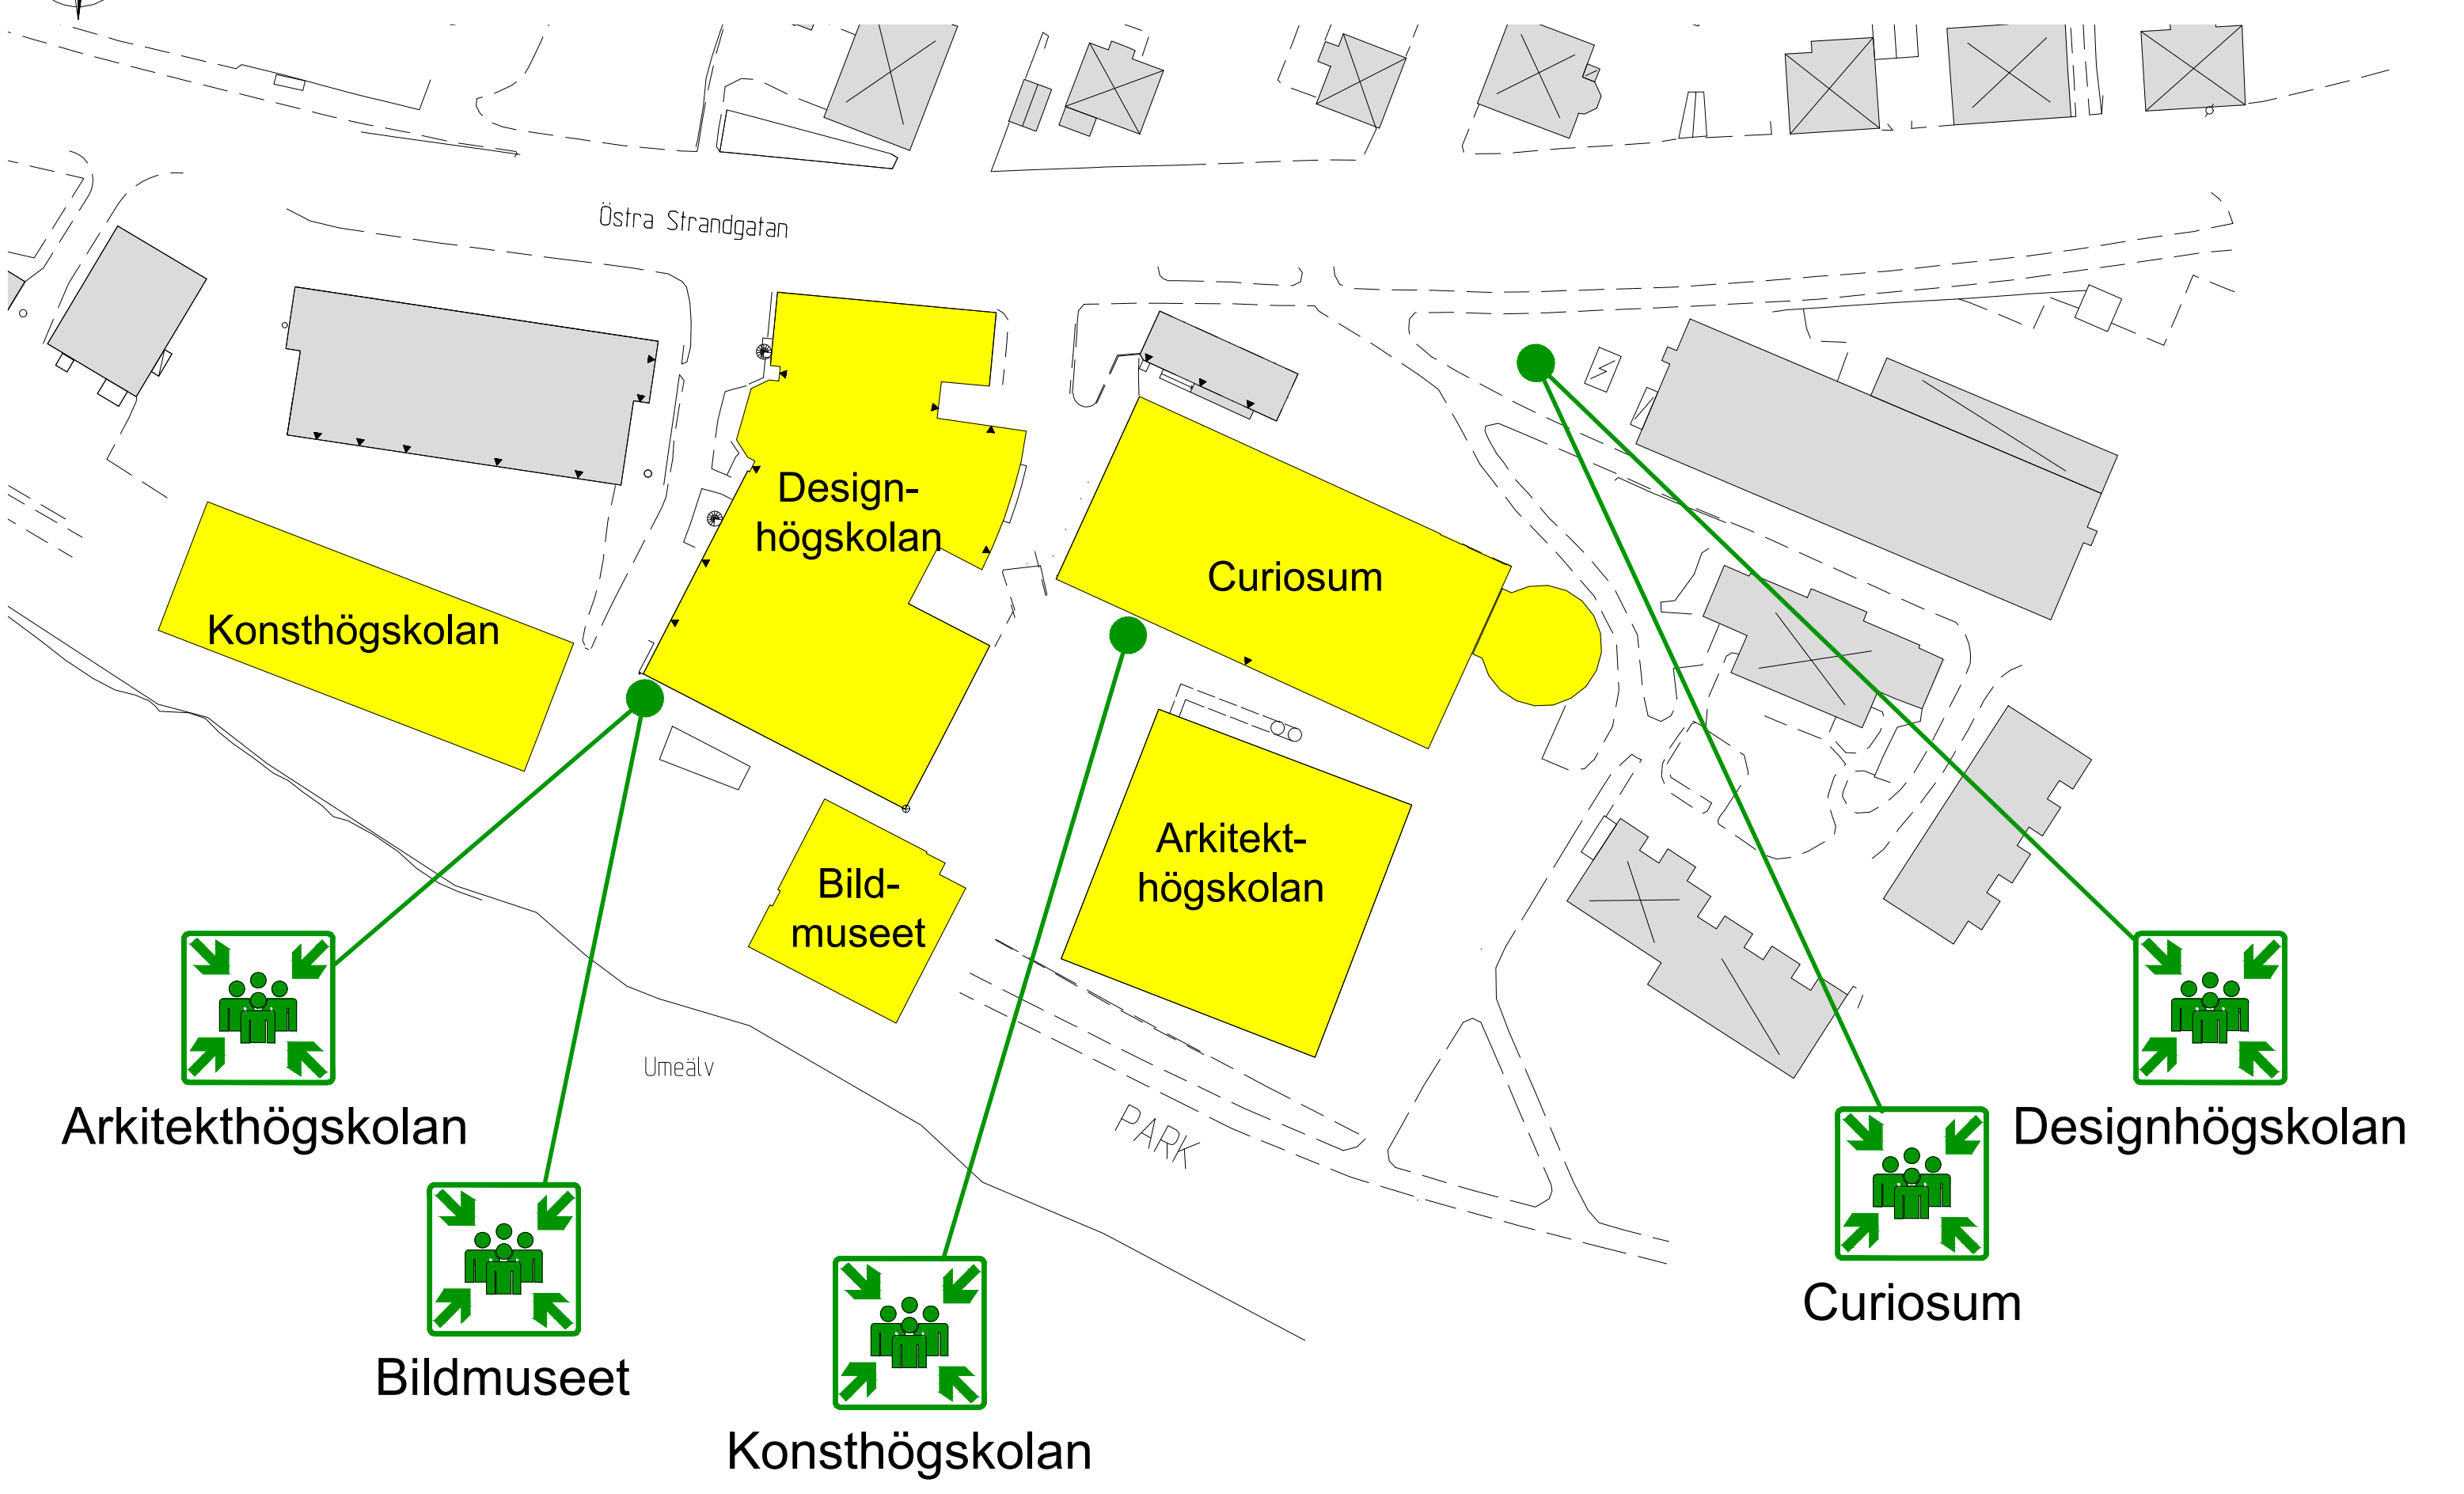 Östra Strandgatan
Design-
högskolan
Curiosum
Konsthögskolan
Arkitekt-
högskolan
Bild-
museet
Umeälv
PARK
Arkitekthögskolan
Designhögskolan
Curiosum
Bildmuseet
Konsthögskolan